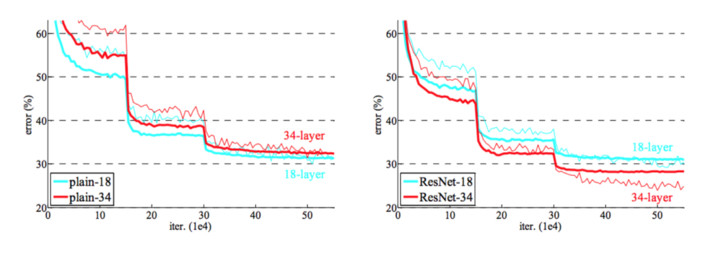 60
50
40
30
20
error (%)
34-layer
18-layer
plain-18
plain-34
0 10 20 30 40 50
iter. (1e4)
60
50
40
30
20
error (%)
18-layer
34-layer
ResNet-18
ResNet-34
0 10 20 30 40 50
iter. (1e4)